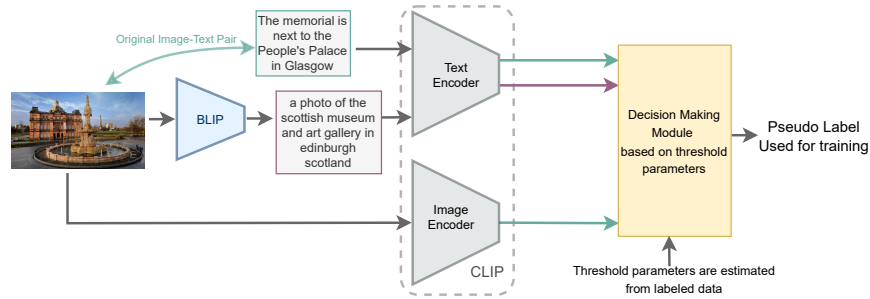 Original Image-Text Pair
The memorial is
next to the
People's Palace
in Glasgow
BLIP
a photo of the
scottish museum
and art gallery in
edinburgh
scotland
Text
Encoder
Image
Encoder
CLIP
Decision Making
Module
based on threshold
parameters
Pseudo Label
Used for training
Threshold parameters are estimated
from labeled data